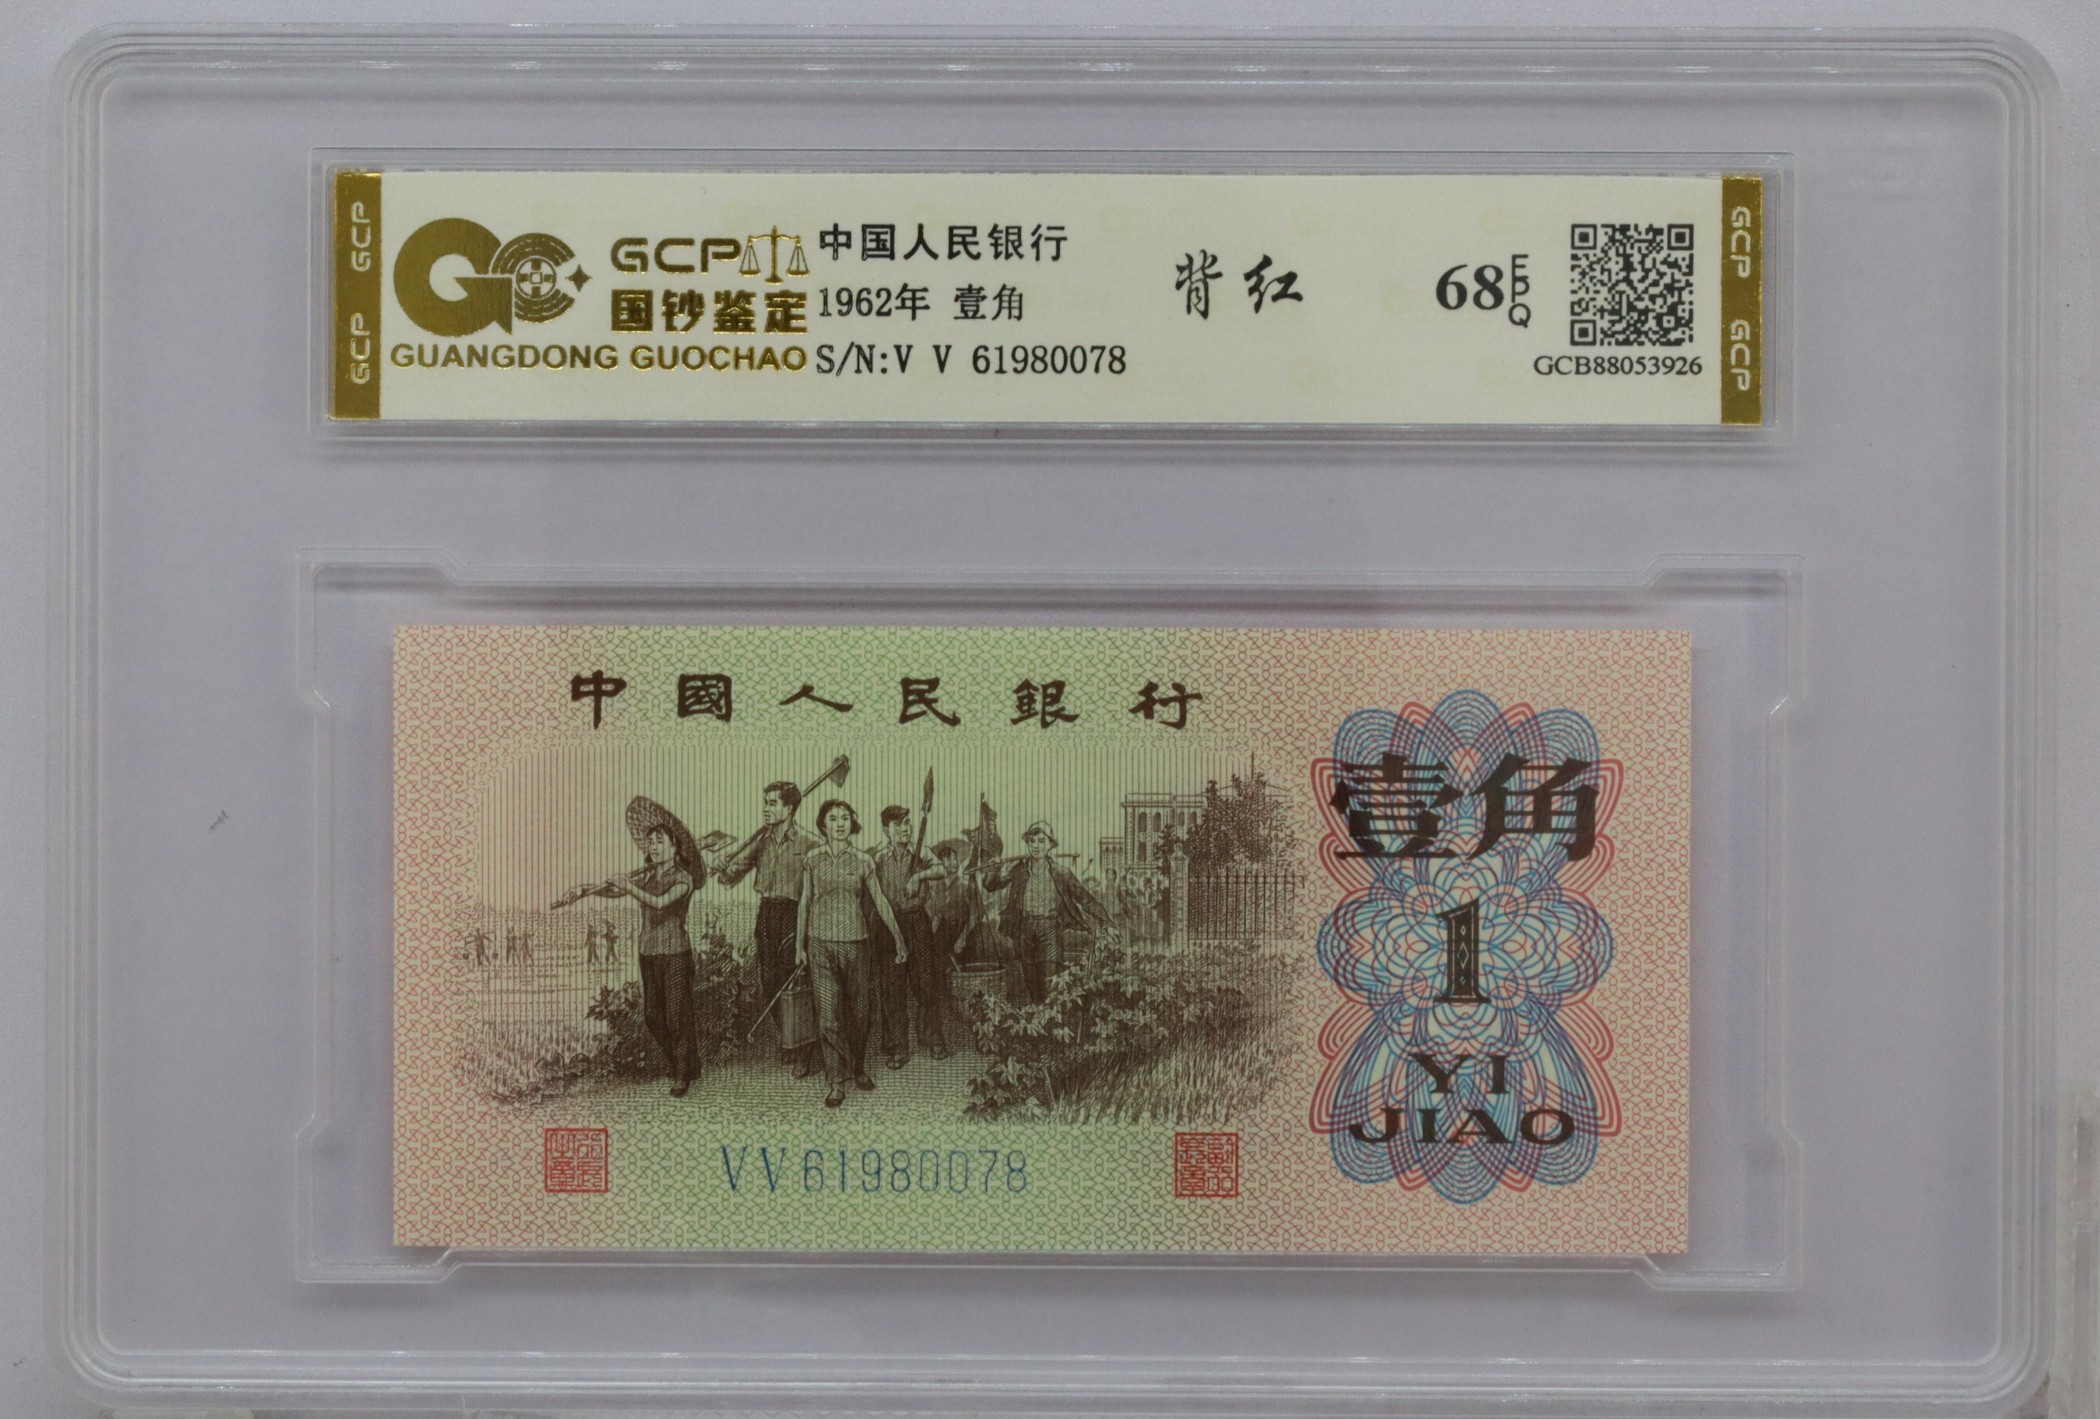 GCP
GCP
GCP
国钞鉴定
GUANGDONG GUOCHAO
中国人民银行
1962年 壹角
S/N:V V 61980078
背红
68 EPQ
GCB88053926
GCP
GCP
中國人民銀行
壹角
1
YI
JIAO
VV61980078